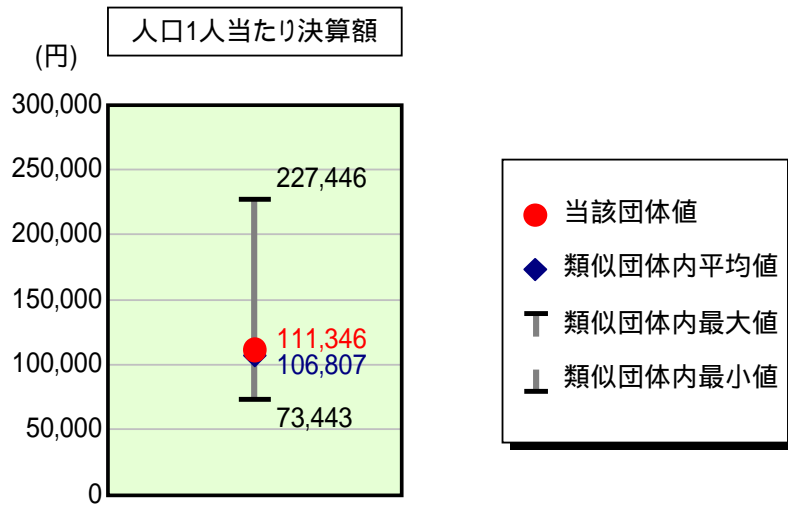 人口1人当たり決算額
(円)
300,000
250,000
200,000
150,000
100,000
50,000
0
227,446
111,346
106,807
73,443
当該団体値
類似団体内平均値
類似団体内最大値
類似団体内最小値